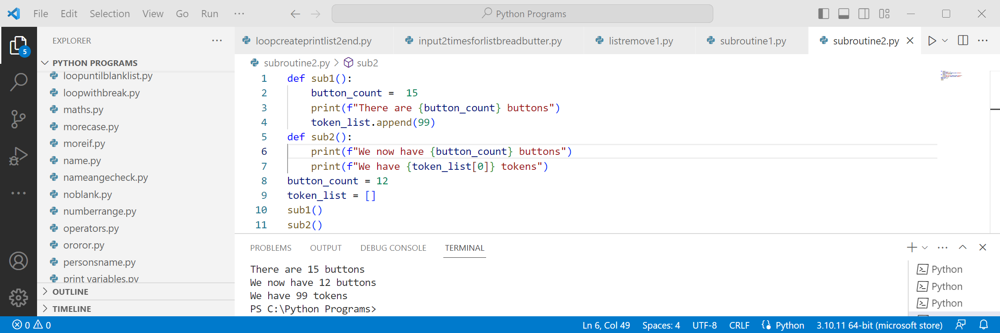 File Edit Selection View Go Run ···
Python Programs
5
EXPLORER ···
PYTHON PROGRAMS
loopuntilblanklist.py
loopwithbreak.py
maths.py
morecase.py
moreif.py
name.py
nameangecheck.py
noblank.py
numberrange.py
operators.py
ororor.py
personsname.py
print variables.py
OUTLINE
TIMELINE
loopcreateprintlist2end.py input2timesforlistbreadbutter.py listremove1.py subroutine1.py subroutine2.py
subroutine2.py > sub2
1 def sub1():
2     button_count =  15
3     print(f"There are {button_count} buttons")
4     token_list.append(99)
5 def sub2():
6     print(f"We now have {button_count} buttons")
7     print(f"We have {token_list[0]} tokens")
8 button_count = 12
9 token_list = []
10 sub1()
11 sub2()
PROBLEMS OUTPUT DEBUG CONSOLE TERMINAL
There are 15 buttons
We now have 12 buttons
We have 99 tokens
PS C:\Python Programs>
Python
Python
Python
0 0 Ln 6, Col 49 Spaces: 4 UTF-8 CRLF Python 3.10.11 64-bit (microsoft store)